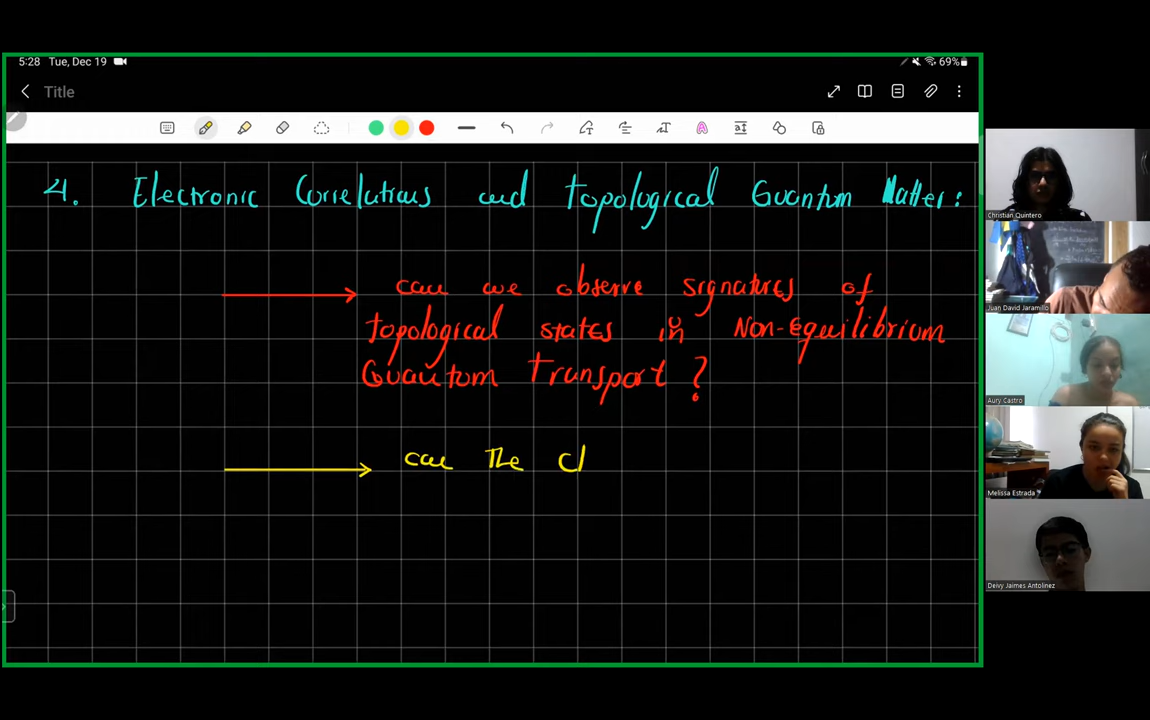 5:28 Tue, Dec 19
69%
Title
4. Electronic Correlations and topological Quantum Matter:
can we observe signatures of
topological states in Non-Equilibrium
Quantum Transport?
can The cl
Christian Quintero
Juan David Jaramillo
Aury Castro
Melissa Estrada
Deivy Jaimes Antolinez